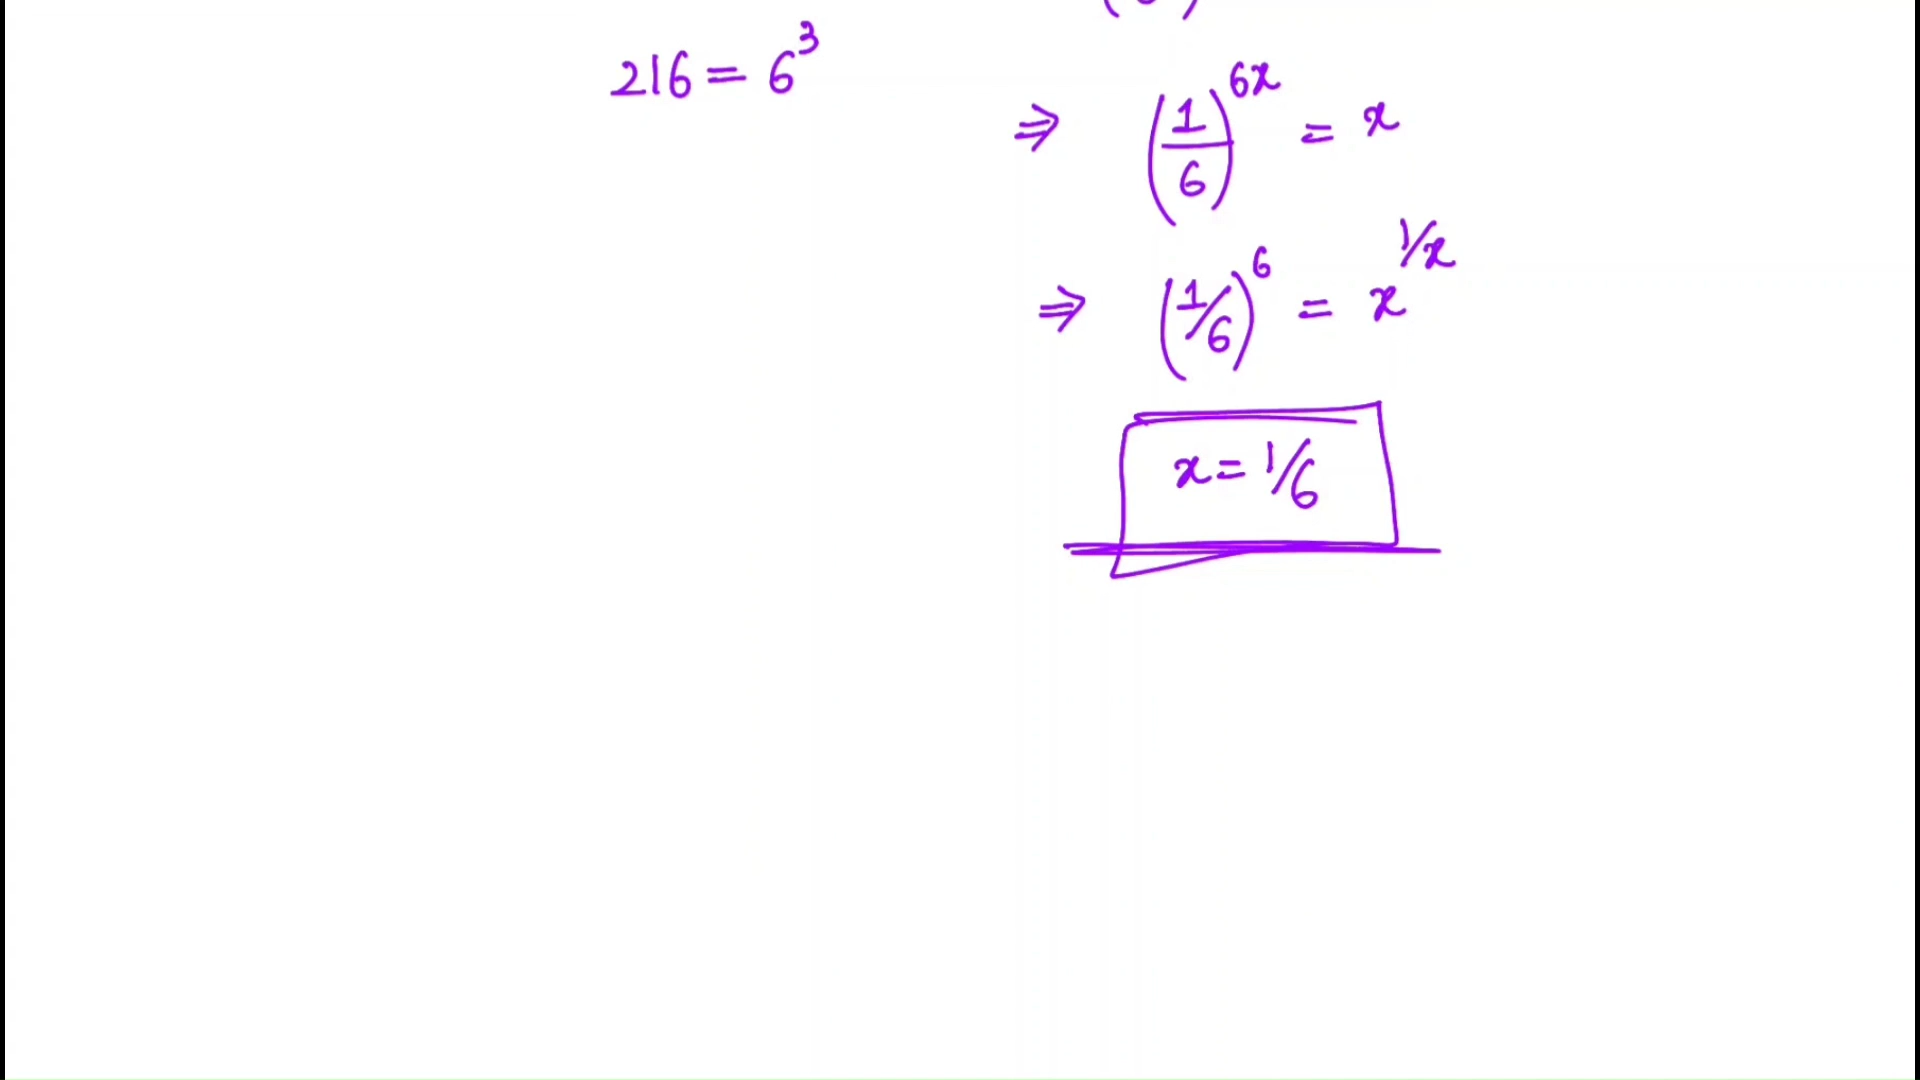 216 = 6³
⇒ (1/6)^{6x} = x
⇒ (1/6)^6 = x^{1/x}
x = 1/6